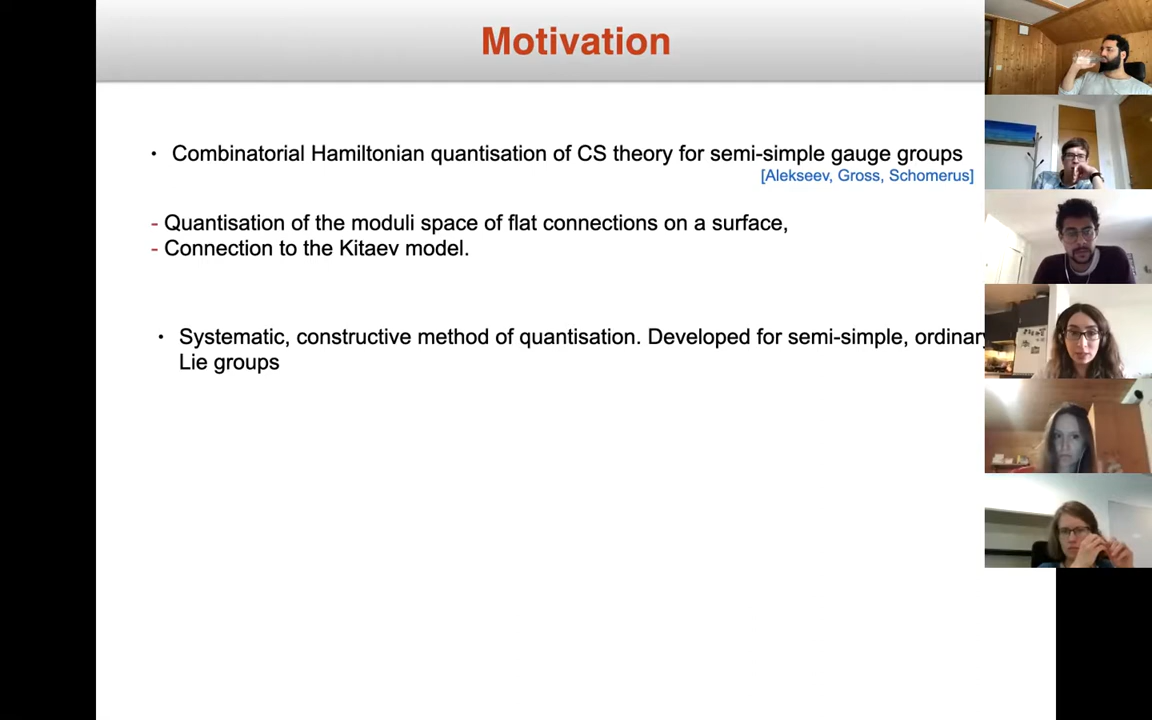 Motivation
• Combinatorial Hamiltonian quantisation of CS theory for semi-simple gauge groups
[Alekseev, Gross, Schomerus]
- Quantisation of the moduli space of flat connections on a surface,
- Connection to the Kitaev model.
• Systematic, constructive method of quantisation. Developed for semi-simple, ordinary
Lie groups